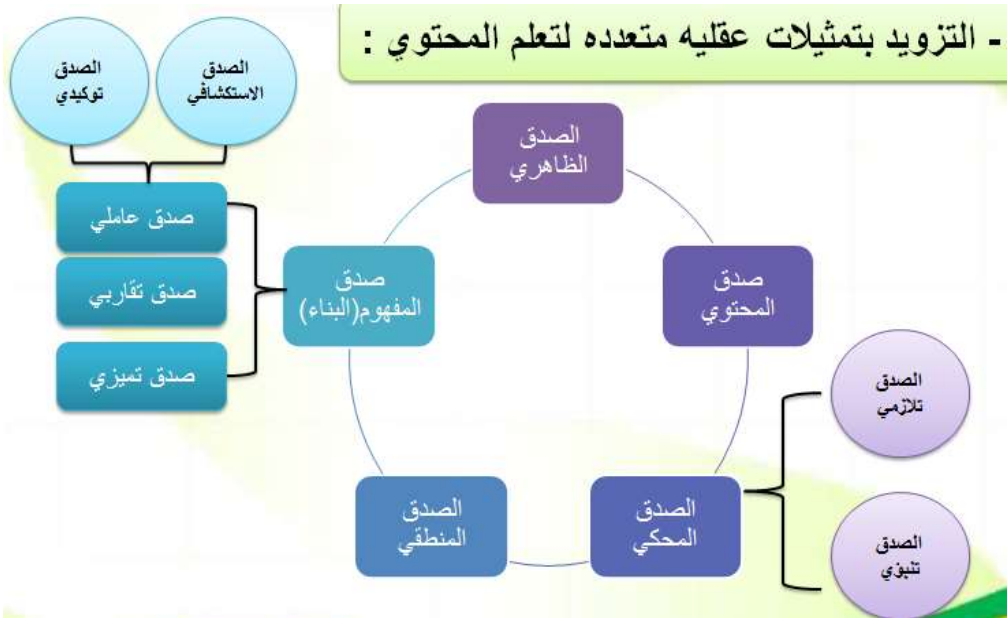 - التزويد بتمثيلات عقليه متعدده لتعلم المحتوي :
الصدق
الاستكشافي
الصدق
توكيدي
الصدق
الظاهري
صدق عاملي
صدق تقاربي
صدق تميزي
صدق
المفهوم(البناء)
صدق
المحتوي
الصدق
تلازمي
الصدق
المحكي
الصدق
المنطقي
الصدق
تنبؤي